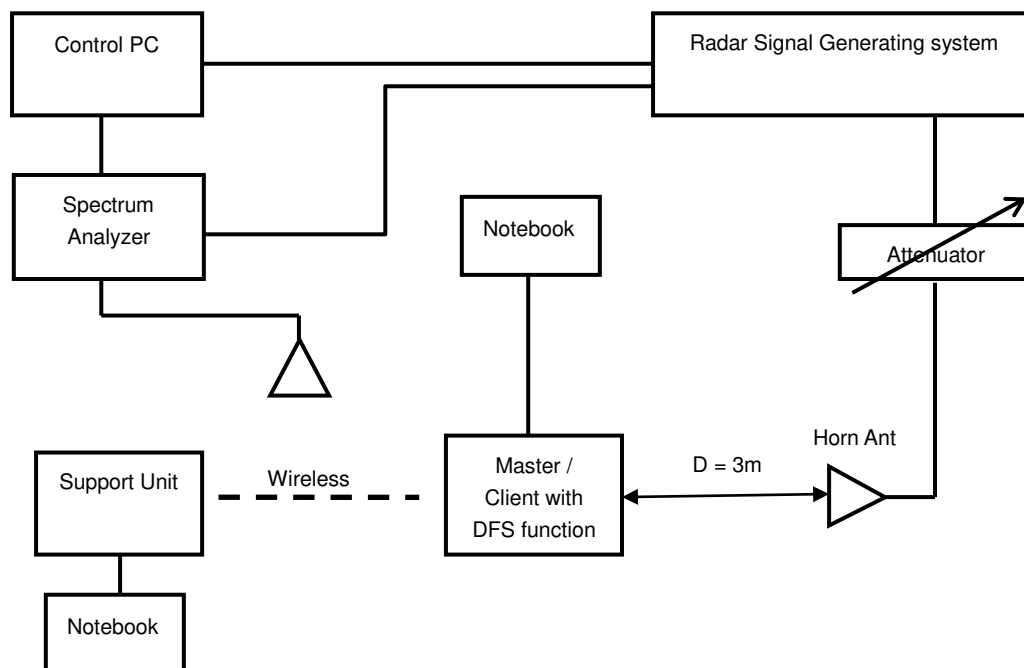 Control PC
Radar Signal Generating system
Spectrum
Analyzer
Notebook
Attenuator
Horn Ant
Support Unit
Wireless
Master /
Client with
DFS function
D = 3m
Notebook